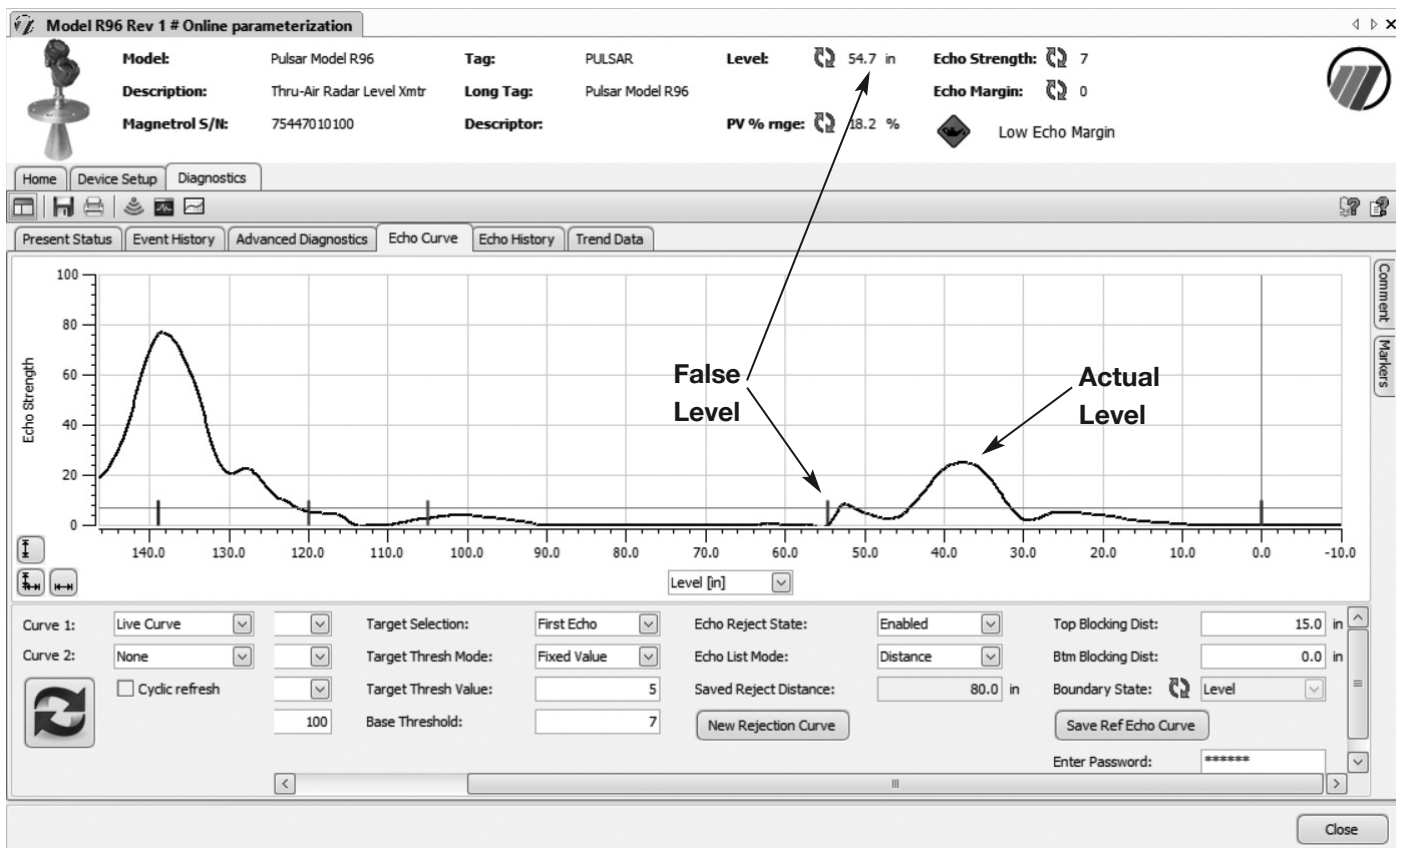 Model R96 Rev 1 # Online parameterization
Model: Pulsar Model R96 Tag: PULSAR Level: 54.7 in Echo Strength: 7
Description: Thru-Air Radar Level Xmtr Long Tag: Pulsar Model R96 Echo Margin: 0
Magnetrol S/N: 75447010100 Descriptor: PV % rnge: 18.2 % Low Echo Margin
Home Device Setup Diagnostics
Present Status Event History Advanced Diagnostics Echo Curve Echo History Trend Data
100
80
60
40
20
0
Echo Strength
False
Level
Actual
Level
Comment
Markers
140.0 130.0 120.0 110.0 100.0 90.0 80.0 70.0 60.0 50.0 40.0 30.0 20.0 10.0 0.0 -10.0
Level [in]
Curve 1: Live Curve Target Selection: First Echo Echo Reject State: Enabled Top Blocking Dist: 15.0 in
Curve 2: None Target Thresh Mode: Fixed Value Echo List Mode: Distance Btm Blocking Dist: 0.0 in
Cyclic refresh Target Thresh Value: 5 Saved Reject Distance: 80.0 in Boundary State: Level
100 Base Threshold: 7 New Rejection Curve Save Ref Echo Curve
Enter Password: ******
Close